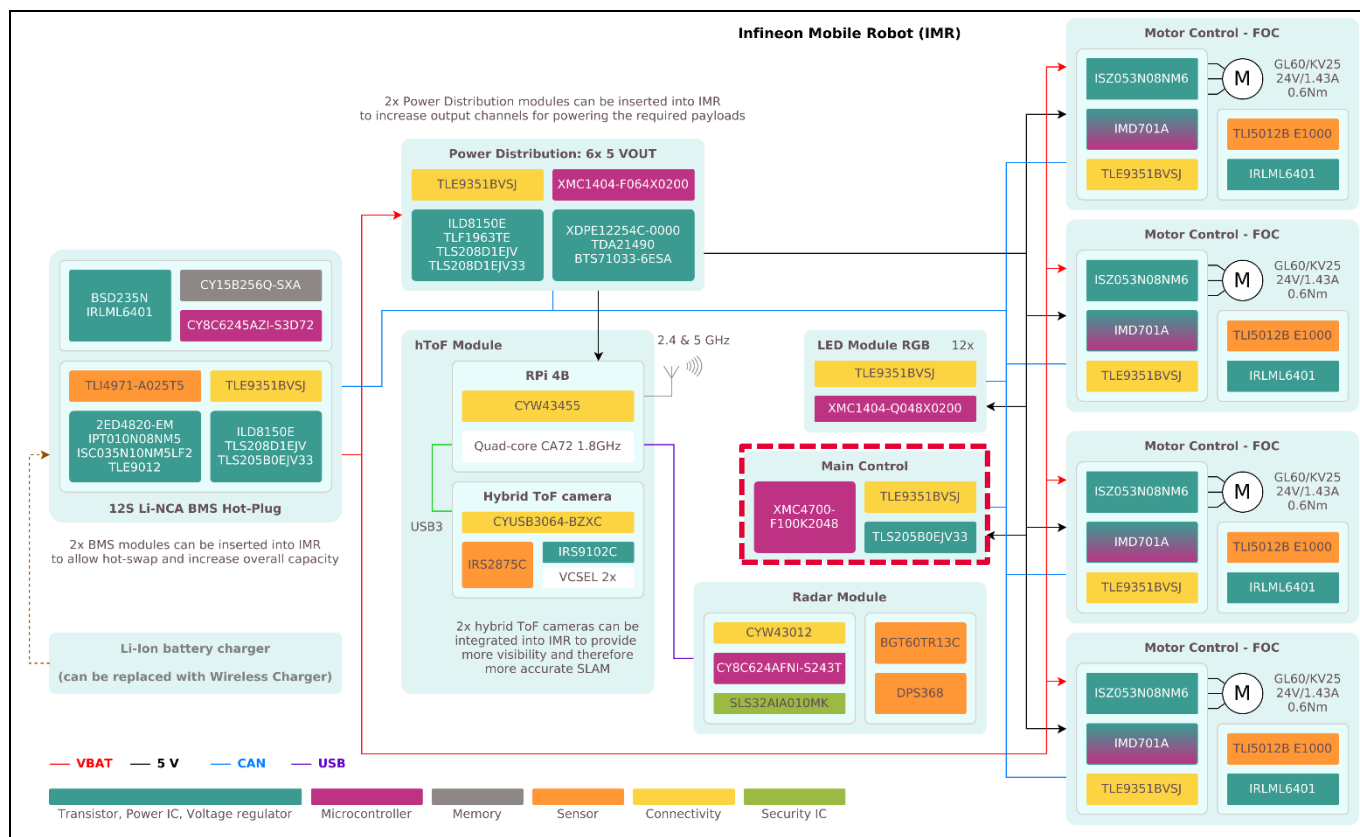 Infineon Mobile Robot (IMR)
2x Power Distribution modules can be inserted into IMR
to increase output channels for powering the required payloads
Power Distribution: 6x 5 VOUT
TLE9351BVSJ
XMC1404-F064X0200
ILD8150E
TLF1963TE
TLS208D1EJV
TLS208D1EJV33
XDPE12254C-0000
TDA21490
BTS71033-6ESA
BSD235N
IRLML6401
CY15B256Q-SXA
CY8C6245AZI-S3D72
TLI4971-A025T5
TLE9351BVSJ
2ED4820-EM
IPT010N08NM5
ISC035N10NM5LF2
TLE9012
ILD8150E
TLS208D1EJV
TLS205B0EJV33
12S Li-NCA BMS Hot-Plug
2x BMS modules can be inserted into IMR
to allow hot-swap and increase overall capacity
Li-Ion battery charger
(can be replaced with Wireless Charger)
hToF Module
2.4 & 5 GHz
RPi 4B
CYW43455
Quad-core CA72 1.8GHz
USB3
Hybrid ToF camera
CYUSB3064-BZXC
IRS2875C
IRS9102C
VCSEL 2x
2x hybrid ToF cameras can be
integrated into IMR to provide
more visibility and therefore
more accurate SLAM
LED Module RGB 12x
TLE9351BVSJ
XMC1404-Q048X0200
Main Control
XMC4700-
F100K2048
TLE9351BVSJ
TLS205B0EJV33
Radar Module
CYW43012
CY8C624AFNI-S243T
SLS32AIA010MK
BGT60TR13C
DPS368
Motor Control - FOC
ISZ053N08NM6
M
GL60/KV25
24V/1.43A
0.6Nm
IMD701A
TLE9351BVSJ
TLI5012B E1000
IRLML6401
Motor Control - FOC
ISZ053N08NM6
M
GL60/KV25
24V/1.43A
0.6Nm
IMD701A
TLE9351BVSJ
TLI5012B E1000
IRLML6401
Motor Control - FOC
ISZ053N08NM6
M
GL60/KV25
24V/1.43A
0.6Nm
IMD701A
TLE9351BVSJ
TLI5012B E1000
IRLML6401
Motor Control - FOC
ISZ053N08NM6
M
GL60/KV25
24V/1.43A
0.6Nm
IMD701A
TLE9351BVSJ
TLI5012B E1000
IRLML6401
VBAT 5 V CAN USB
Transistor, Power IC, Voltage regulator Microcontroller Memory Sensor Connectivity Security IC